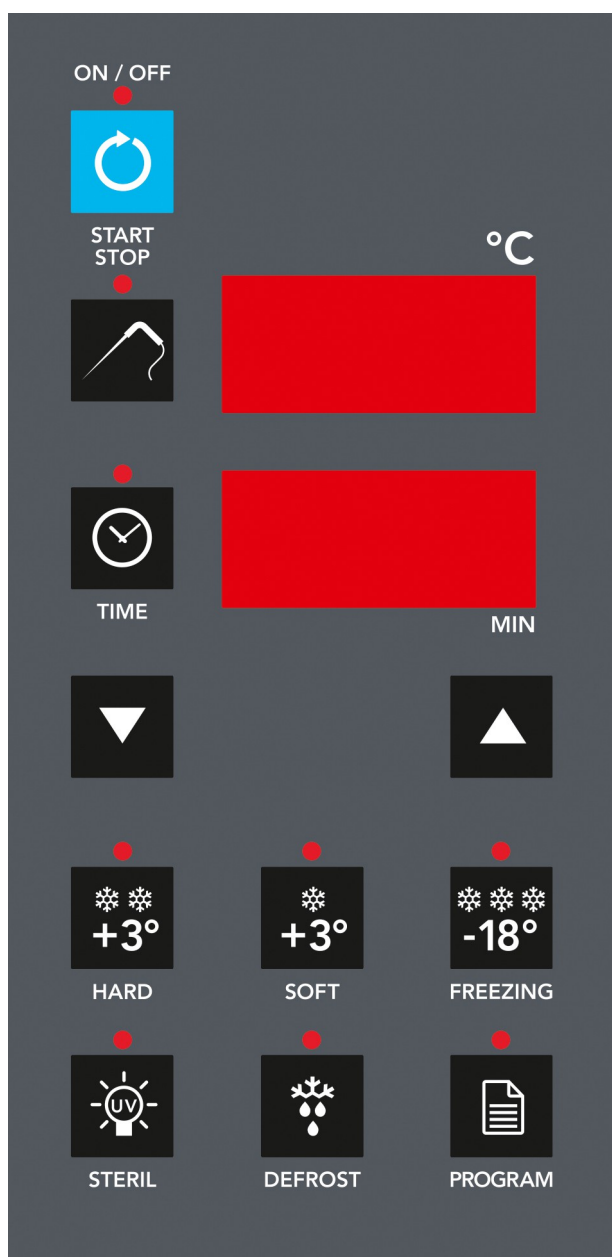 ON / OFF
START
STOP
°C
TIME
MIN
+3°
+3°
-18°
HARD
SOFT
FREEZING
UV
STERIL
DEFROST
PROGRAM